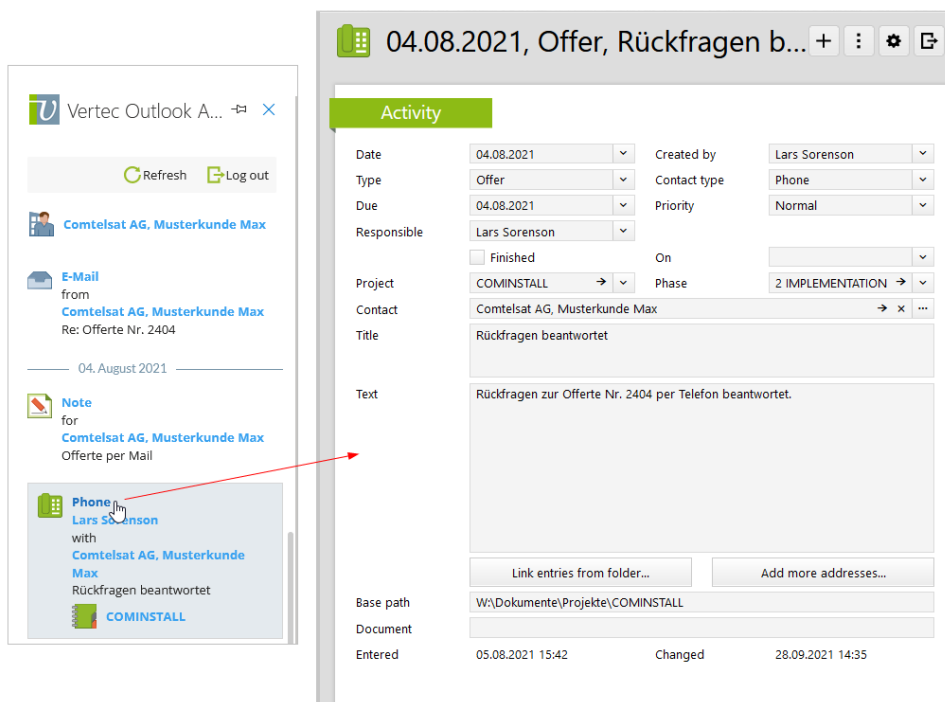 Vertec Outlook A...
Refresh
Log out
Comtelsat AG, Musterkunde Max
E-Mail
from
Comtelsat AG, Musterkunde Max
Re: Offerte Nr. 2404
04. August 2021
Note
for
Comtelsat AG, Musterkunde Max
Offerte per Mail
Phone
Lars Sorenson
with
Comtelsat AG, Musterkunde
Max
Rückfragen beantwortet
COMINSTALL
04.08.2021, Offer, Rückfragen b...
Activity
Date 04.08.2021 Created by Lars Sorenson
Type Offer Contact type Phone
Due 04.08.2021 Priority Normal
Responsible Lars Sorenson
Finished On
Project COMINSTALL Phase 2 IMPLEMENTATION
Contact Comtelsat AG, Musterkunde Max
Title Rückfragen beantwortet
Text Rückfragen zur Offerte Nr. 2404 per Telefon beantwortet.
Link entries from folder... Add more addresses...
Base path W:\Dokumente\Projekte\COMINSTALL
Document
Entered 05.08.2021 15:42 Changed 28.09.2021 14:35